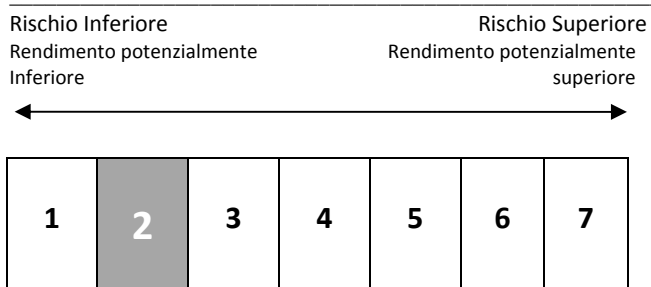 Rischio Inferiore Rischio Superiore
Rendimento potenzialmente Rendimento potenzialmente
Inferiore superiore
1 2 3 4 5 6 7